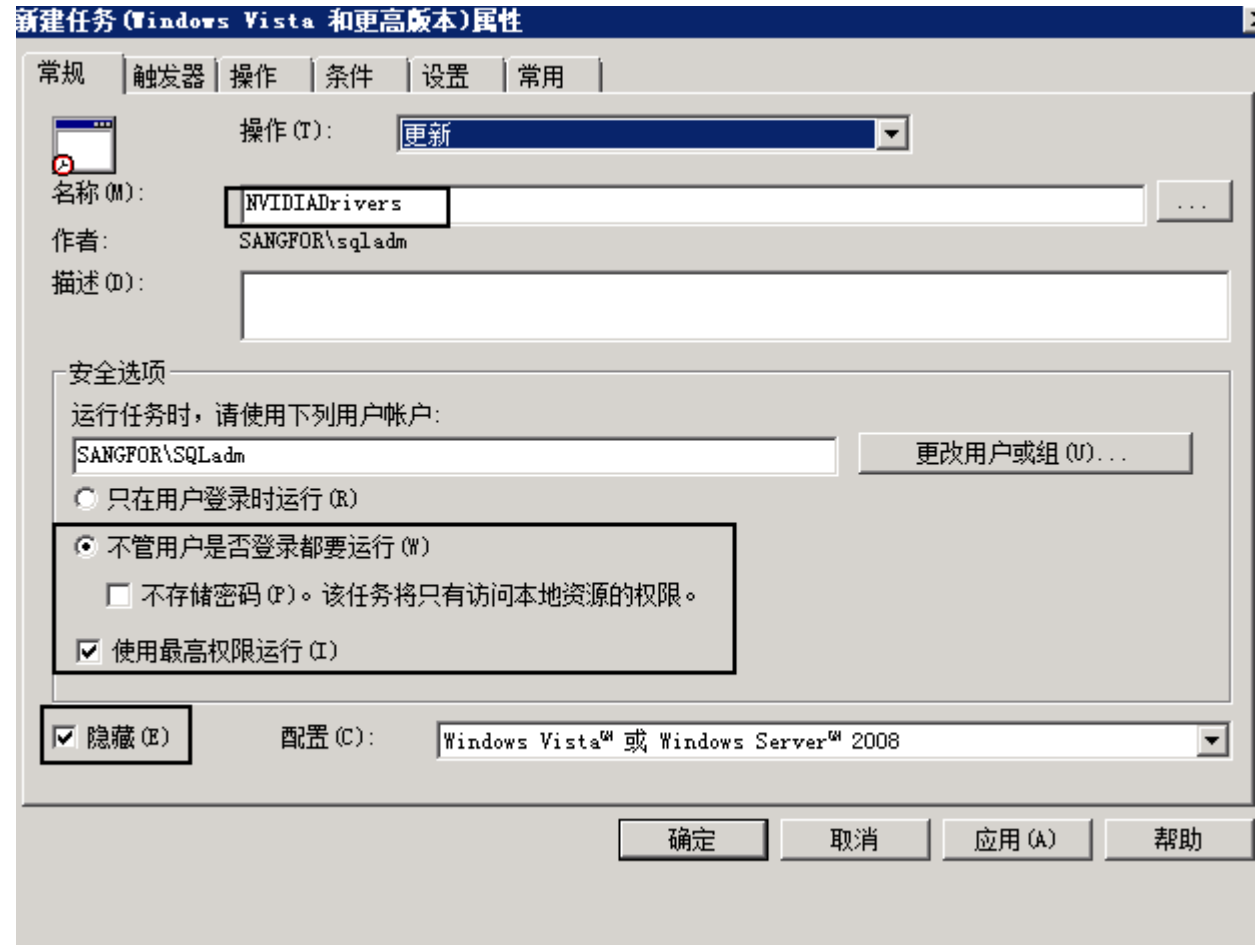 新建任务(Windows Vista 和更高版本)属性
常规 触发器 操作 条件 设置 常用
操作(T): 更新
名称(M): NVIDIADrivers ...
作者: SANGFOR\sqladm
描述(D):
安全选项
运行任务时，请使用下列用户帐户:
SANGFOR\SQLadm 更改用户或组(U)...
只在用户登录时运行(R)
不管用户是否登录都要运行(W)
不存储密码(P)。该任务将只有访问本地资源的权限。
使用最高权限运行(I)
隐藏(E) 配置(C): Windows Vista™ 或 Windows Server™ 2008
确定 取消 应用(A) 帮助